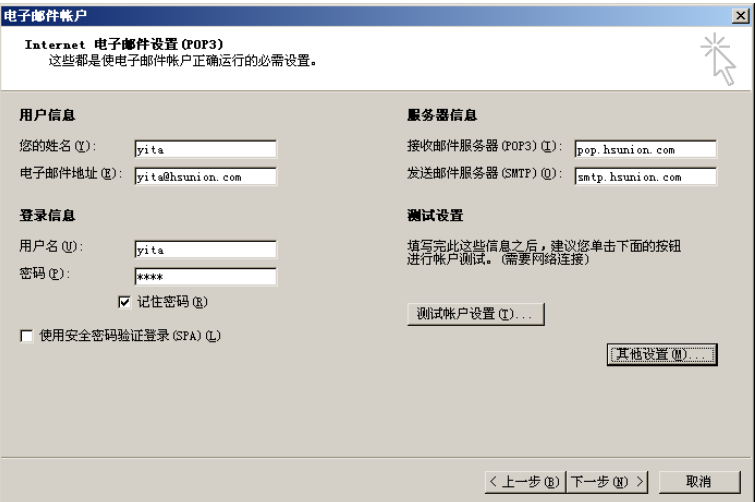 电子邮件帐户
Internet 电子邮件设置(POP3)
这些都是使电子邮件帐户正确运行的必需设置。
用户信息
您的姓名(Y):
yita
电子邮件地址(E):
yita@hsunion.com
登录信息
用户名(U):
yita
密码(P):
****
记住密码(R)
使用安全密码验证登录(SPA)(L)
服务器信息
接收邮件服务器(POP3)(I):
pop.hsunion.com
发送邮件服务器(SMTP)(O):
smtp.hsunion.com
测试设置
填写完此这些信息之后，建议您单击下面的按钮
进行帐户测试。(需要网络连接)
测试帐户设置(T)...
其他设置(M)...
< 上一步(B)
下一步(N) >
取消